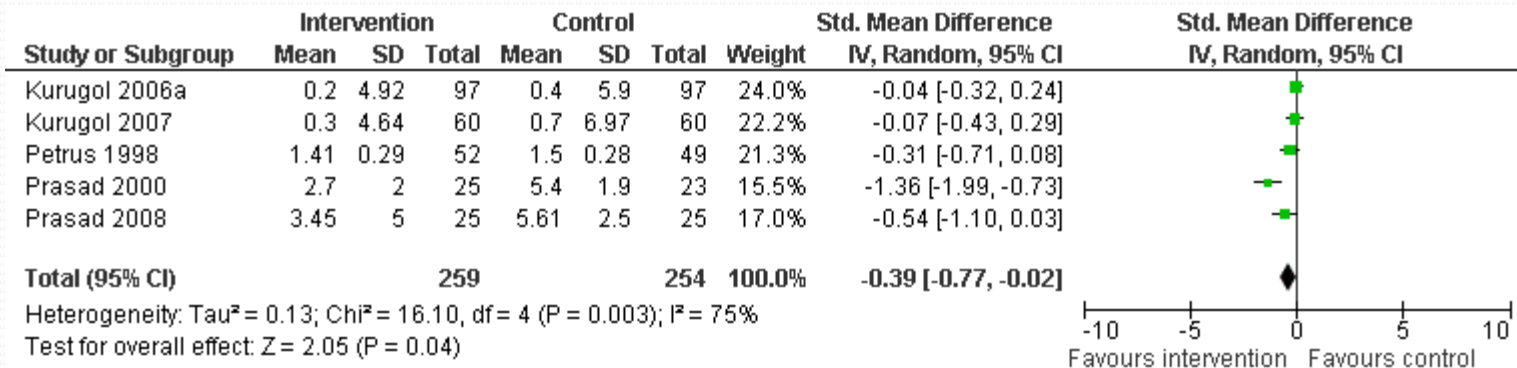 Intervention Control Std. Mean Difference Std. Mean Difference
Study or Subgroup Mean SD Total Mean SD Total Weight IV, Random, 95% CI IV, Random, 95% CI
Kurugol 2006a 0.2 4.92 97 0.4 5.9 97 24.0% -0.04 [-0.32, 0.24]
Kurugol 2007 0.3 4.64 60 0.7 6.97 60 22.2% -0.07 [-0.43, 0.29]
Petrus 1998 1.41 0.29 52 1.5 0.28 49 21.3% -0.31 [-0.71, 0.08]
Prasad 2000 2.7 2 25 5.4 1.9 23 15.5% -1.36 [-1.99, -0.73]
Prasad 2008 3.45 5 25 5.61 2.5 25 17.0% -0.54 [-1.10, 0.03]
Total (95% CI) 259 254 100.0% -0.39 [-0.77, -0.02]
Heterogeneity: Tau² = 0.13; Chi² = 16.10, df = 4 (P = 0.003); I² = 75%
Test for overall effect: Z = 2.05 (P = 0.04)
-10 -5 0 5 10
Favours intervention Favours control